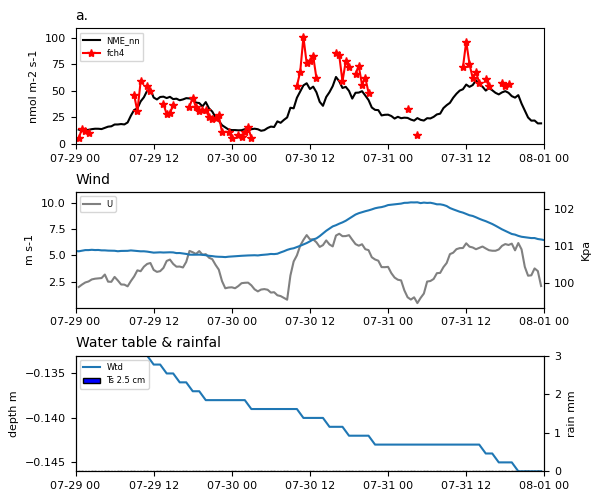 a.
NME_nn
fch4
nmol m-2 s-1
100
75
50
25
0
07-29 00 07-29 12 07-30 00 07-30 12 07-31 00 07-31 12 08-01 00
Wind
U
m s-1
10.0
7.5
5.0
2.5
102
101
100
Kpa
07-29 00 07-29 12 07-30 00 07-30 12 07-31 00 07-31 12 08-01 00
Water table & rainfal
Wtd
Ts 2.5 cm
depth m
−0.135
−0.140
−0.145
3
2
1
0
rain mm
07-29 00 07-29 12 07-30 00 07-30 12 07-31 00 07-31 12 08-01 00